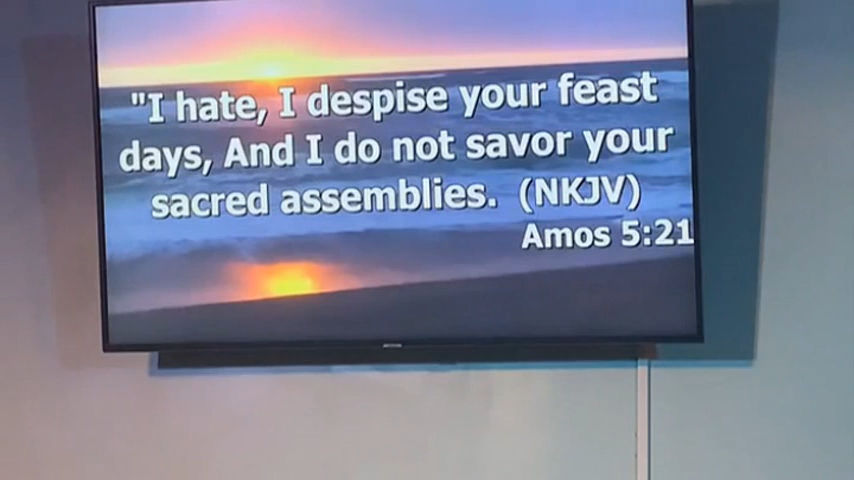 "I hate, I despise your feast
days, And I do not savor your
sacred assemblies. (NKJV)
Amos 5:21